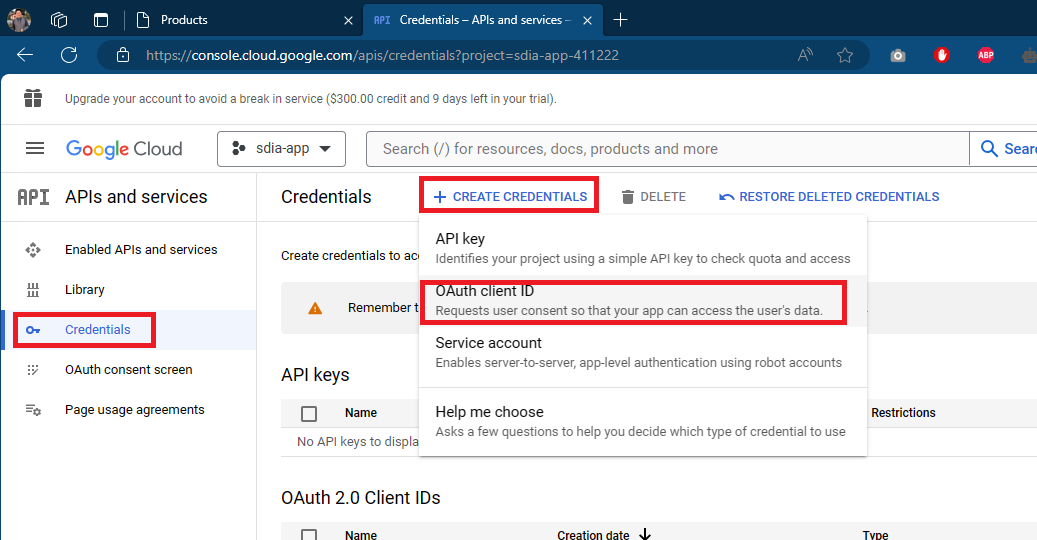 Products
API Credentials – APIs and services –
https://console.cloud.google.com/apis/credentials?project=sdia-app-411222
A
ABP
Upgrade your account to avoid a break in service ($300.00 credit and 9 days left in your trial).
Google Cloud
sdia-app
Search (/) for resources, docs, products and more
Sear
API APIs and services
Credentials
CREATE CREDENTIALS
DELETE
RESTORE DELETED CREDENTIALS
Enabled APIs and services
Library
Credentials
OAuth consent screen
Page usage agreements
Create credentials to acc
API key
Identifies your project using a simple API key to check quota and access
Remember t
OAuth client ID
Requests user consent so that your app can access the user's data.
Service account
Enables server-to-server, app-level authentication using robot accounts
Help me choose
Asks a few questions to help you decide which type of credential to use
API keys
Name
Restrictions
No API keys to displa
OAuth 2.0 Client IDs
Name
Creation date
Type